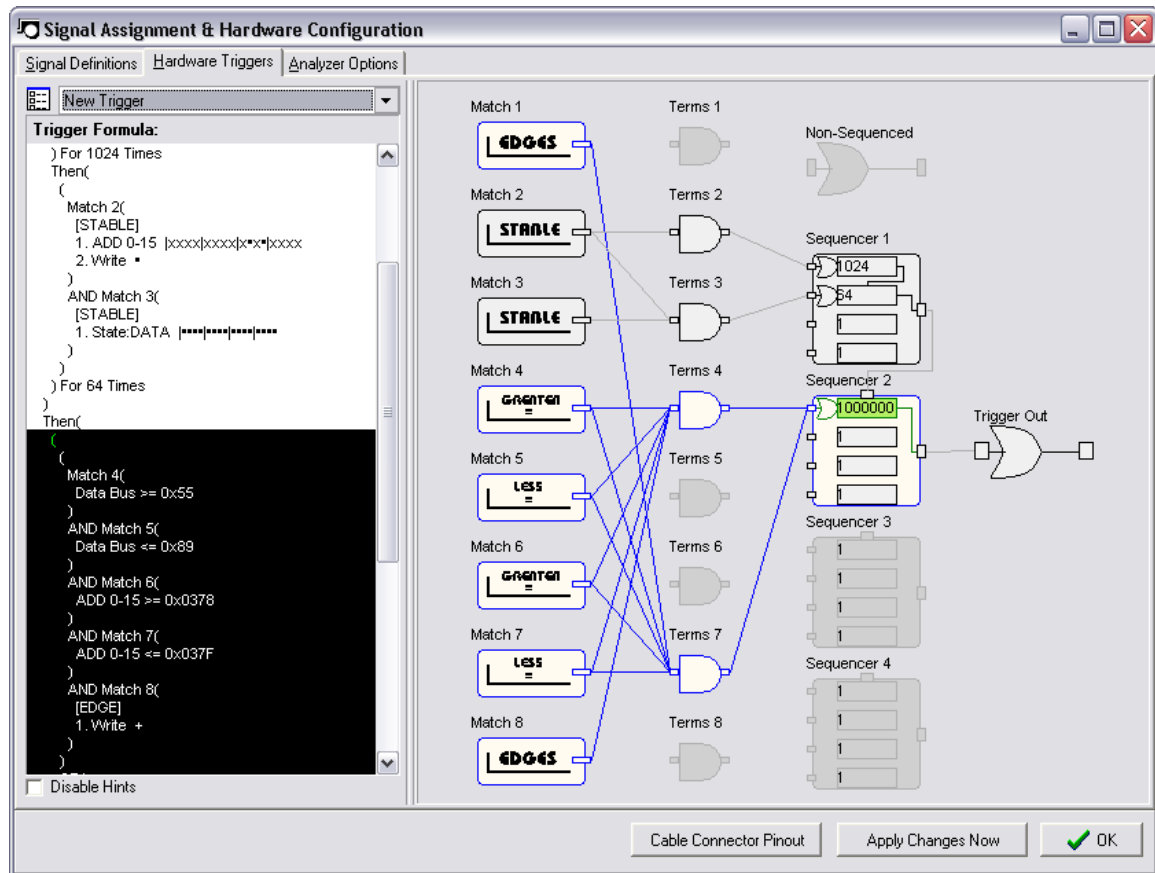 Signal Assignment & Hardware Configuration
Signal Definitions
Hardware Triggers
Analyzer Options
New Trigger
Trigger Formula:
) For 1024 Times
Then(
(
Match 2(
[STABLE]
1. ADD 0-15 |xxxx|xxxx|x▪x▪|xxxx
2. Write ▪
)
AND Match 3(
[STABLE]
1. State:DATA |▪▪▪▪|▪▪▪▪|▪▪▪▪|▪▪▪▪
)
)
) For 64 Times
)
Then(
(
(
Match 4(
Data Bus >= 0x55
)
AND Match 5(
Data Bus <= 0x89
)
AND Match 6(
ADD 0-15 >= 0x0378
)
AND Match 7(
ADD 0-15 <= 0x037F
)
AND Match 8(
[EDGE]
1. Write +
)
)
Disable Hints
Match 1
EDGES
Match 2
STABLE
Match 3
STABLE
Match 4
GREATER
=
Match 5
LESS
=
Match 6
GREATER
=
Match 7
LESS
=
Match 8
EDGES
Terms 1
Terms 2
Terms 3
Terms 4
Terms 5
Terms 6
Terms 7
Terms 8
Non-Sequenced
Sequencer 1
1024
64
1
1
Sequencer 2
1000000
1
1
1
Sequencer 3
1
1
1
1
Sequencer 4
1
1
1
1
Trigger Out
Cable Connector Pinout
Apply Changes Now
OK